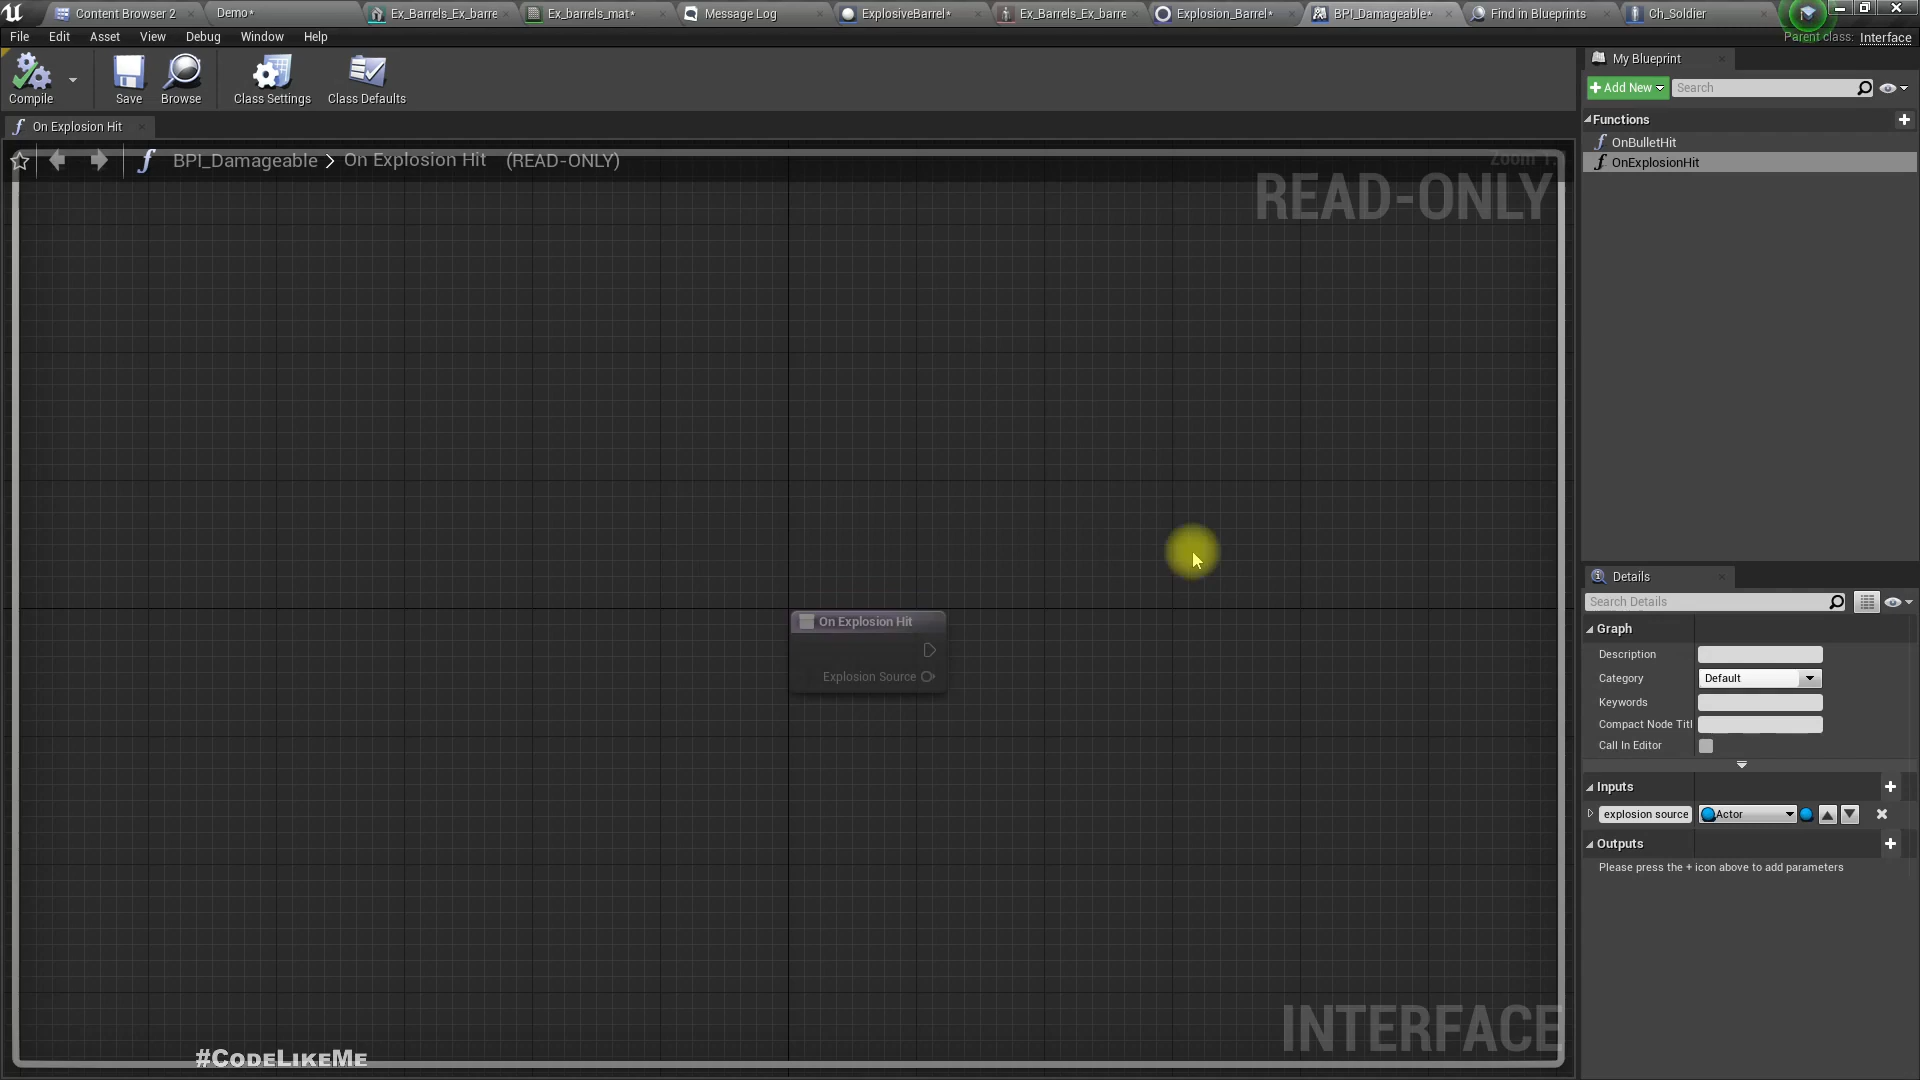 Content Browser 2
Demo*
Ex_Barrels_Ex_barre
Ex_barrels_mat*
Message Log
ExplosiveBarrel*
Ex_Barrels_Ex_barre
Explosion_Barrel*
BPI_Damageable*
Find in Blueprints
Ch_Soldier
File
Edit
Asset
View
Debug
Window
Help
Parent class: Interface
Compile
Save
Browse
Class Settings
Class Defaults
On Explosion Hit
BPI_Damageable > On Explosion Hit (READ-ONLY)
READ-ONLY
On Explosion Hit
Explosion Source
INTERFACE
#CodeLikeMe
My Blueprint
+ Add New
Search
Functions
OnBulletHit
OnExplosionHit
Details
Search Details
Graph
Description
Category
Default
Keywords
Compact Node Titl
Call In Editor
Inputs
explosion source
Actor
Outputs
Please press the + icon above to add parameters